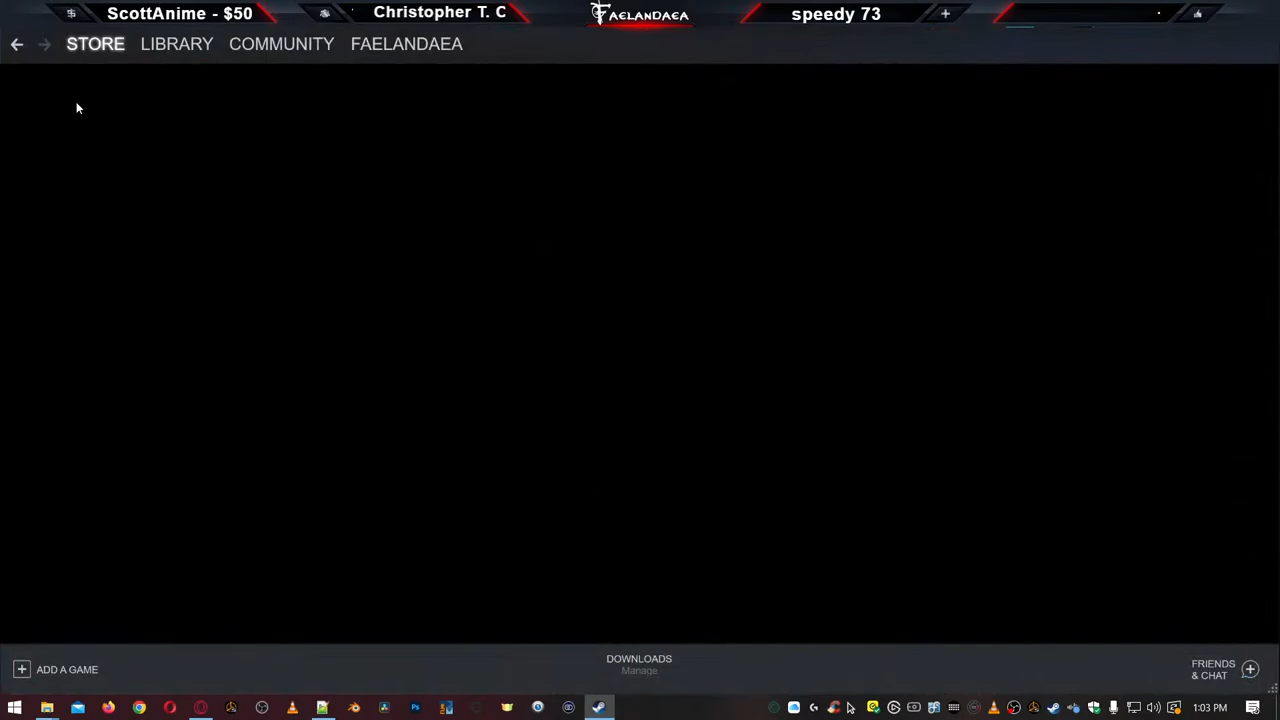 ScottAnime - $50
Christopher T. C
FAELANDAEA
speedy 73
STORE
LIBRARY
COMMUNITY
FAELANDAEA
ADD A GAME
DOWNLOADS
Manage
FRIENDS
& CHAT
1:03 PM